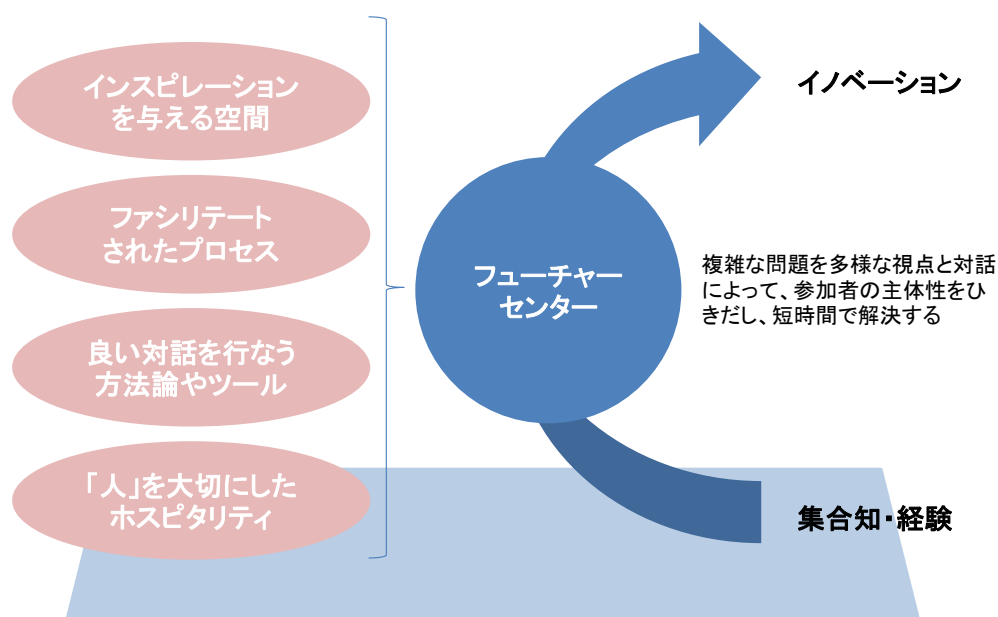 インスピレーション
を与える空間
ファシリテート
されたプロセス
良い対話を行なう
方法論やツール
「人」を大切にした
ホスピタリティ
フューチャー
センター
イノベーション
複雑な問題を多様な視点と対話
によって、参加者の主体性をひ
きだし、短時間で解決する
集合知・経験